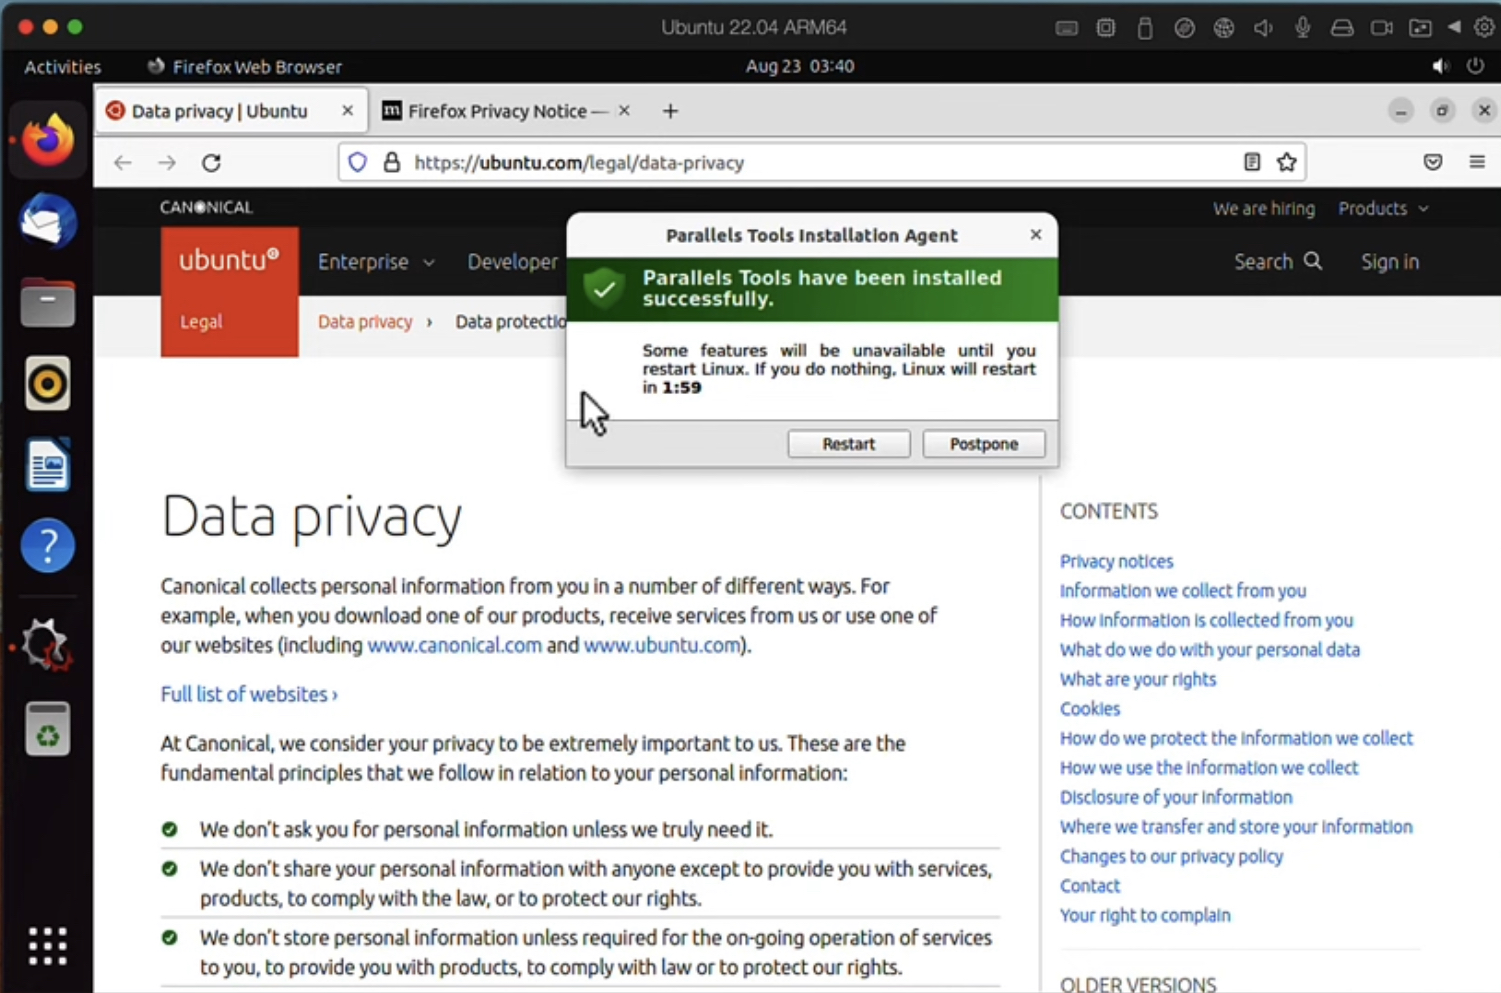 Ubuntu 22.04 ARM64
Activities
Firefox Web Browser
Aug 23 03:40
Data privacy | Ubuntu
Firefox Privacy Notice —
https://ubuntu.com/legal/data-privacy
CANONICAL
We are hiring
Products
ubuntu
Enterprise
Developer
Search
Sign in
Legal
Data privacy ›
Data protectio
Parallels Tools Installation Agent
Parallels Tools have been installed
successfully.
Some features will be unavailable until you
restart Linux. If you do nothing, Linux will restart
in 1:59
Restart
Postpone
Data privacy
Canonical collects personal information from you in a number of different ways. For
example, when you download one of our products, receive services from us or use one of
our websites (including www.canonical.com and www.ubuntu.com).
Full list of websites ›
At Canonical, we consider your privacy to be extremely important to us. These are the
fundamental principles that we follow in relation to your personal information:
We don't ask you for personal information unless we truly need it.
We don't share your personal information with anyone except to provide you with services,
products, to comply with the law, or to protect our rights.
We don't store personal information unless required for the on-going operation of services
to you, to provide you with products, to comply with law or to protect our rights.
CONTENTS
Privacy notices
Information we collect from you
How information is collected from you
What do we do with your personal data
What are your rights
Cookies
How do we protect the information we collect
How we use the information we collect
Disclosure of your information
Where we transfer and store your information
Changes to our privacy policy
Contact
Your right to complain
OLDER VERSIONS